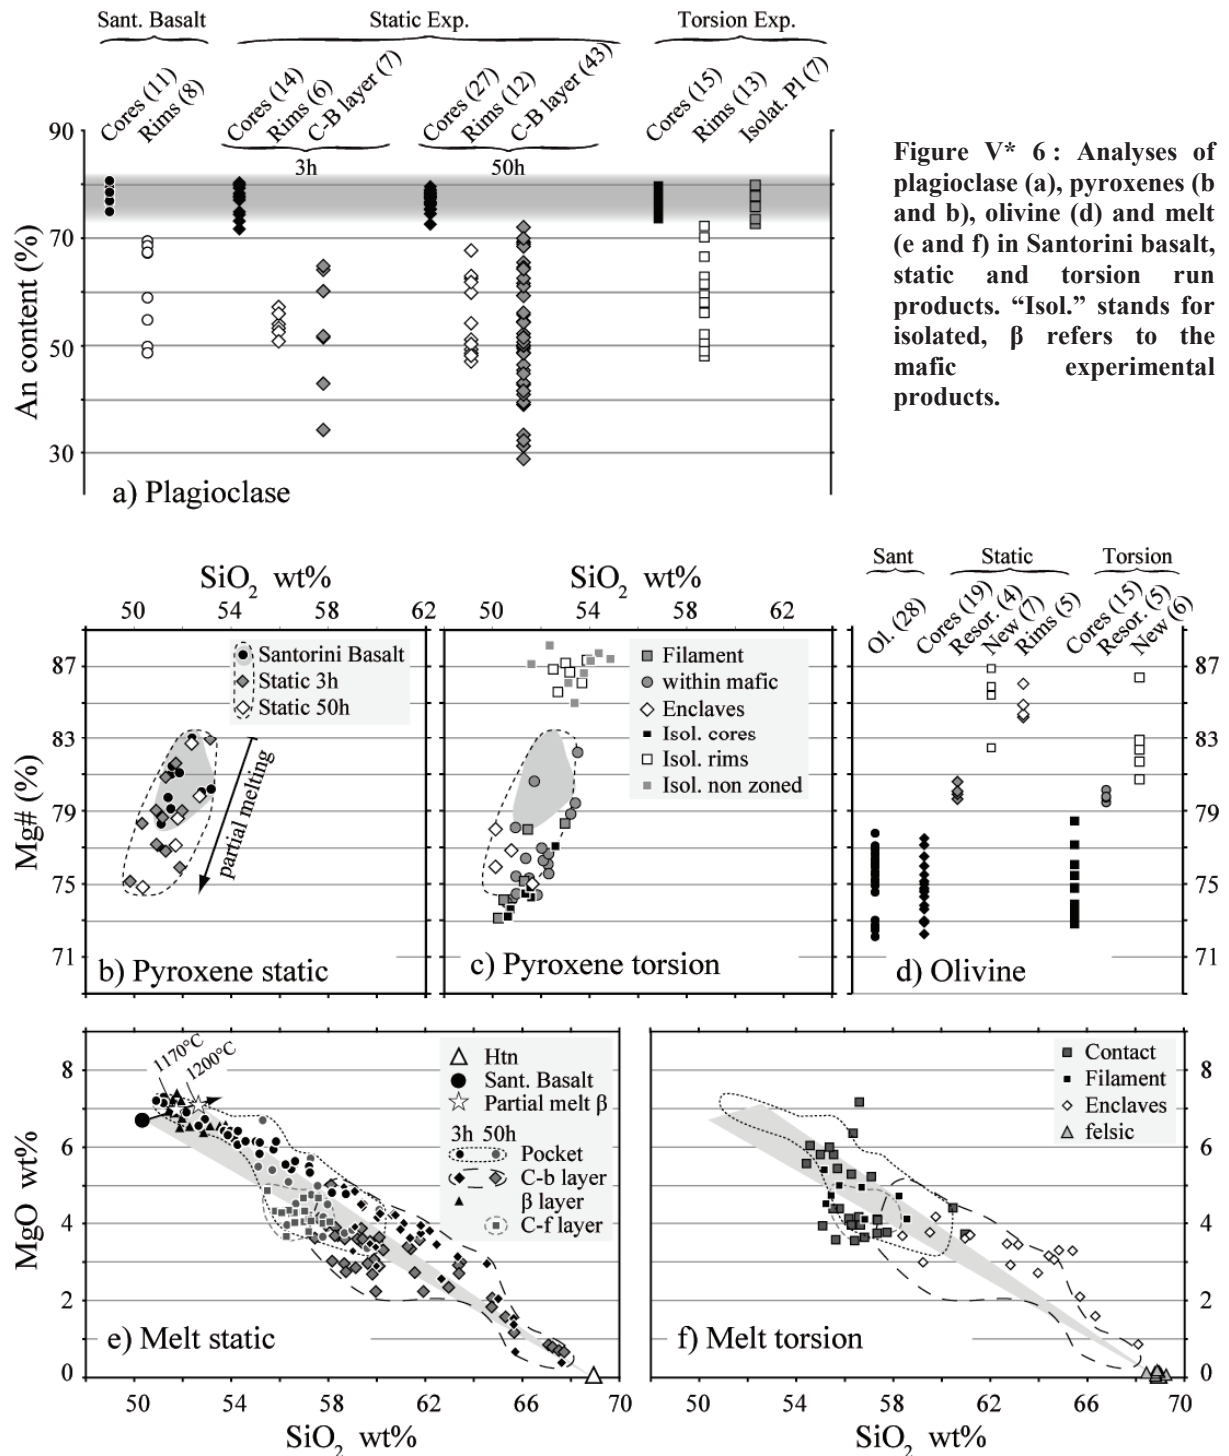 Sant. Basalt Static Exp. Torsion Exp.
Cores (11)
Rims (8)
Cores (14)
Rims (6)
C-B layer (7)
Cores (27)
Rims (12)
C-B layer (43)
Cores (15)
Rims (13)
Isolat. Pl (7)
3h 50h
90
70
50
30
An content (%)
a) Plagioclase
Figure V* 6 : Analyses of
plagioclase (a), pyroxenes (b
and b), olivine (d) and melt
(e and f) in Santorini basalt,
static and torsion run
products. “Isol.” stands for
isolated, β refers to the
mafic experimental
products.
SiO2 wt%
50 54 58 62
Mg# (%)
87
83
79
75
71
Santorini Basalt
Static 3h
Static 50h
partial melting
b) Pyroxene static
SiO2 wt%
50 54 58 62
Filament
within mafic
Enclaves
Isol. cores
Isol. rims
Isol. non zoned
c) Pyroxene torsion
Sant Static Torsion
Ol. (28)
Cores (19)
Resor. (4)
New (7)
Rims (5)
Cores (15)
Resor. (5)
New (6)
87
83
79
75
71
d) Olivine
MgO wt%
8
6
4
2
0
1170°C
1200°C
Htn
Sant. Basalt
Partial melt β
3h 50h
Pocket
C-b layer
β layer
C-f layer
e) Melt static
50 54 58 62 66 70
SiO2 wt%
Contact
Filament
Enclaves
felsic
8
6
4
2
0
f) Melt torsion
54 58 62 66 70
SiO2 wt%